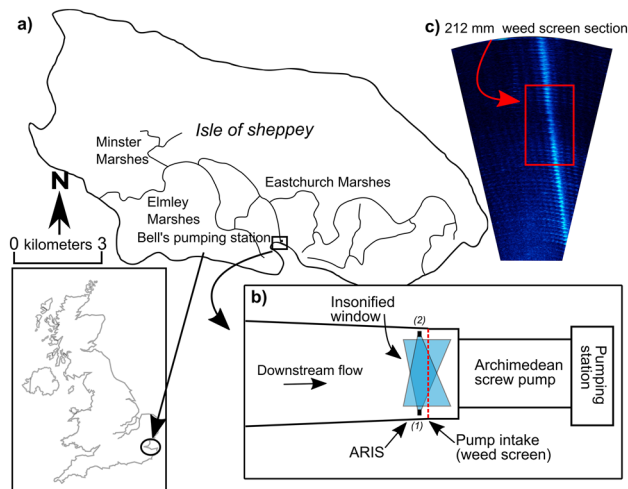 a)
Isle of sheppey
Minster
Marshes
N
Elmley
Marshes
Eastchurch Marshes
Bell's pumping station
0 kilometers 3
c)
212 mm weed screen section
b)
Insonified
window
(2)
Downstream flow
Archimedean
screw pump
Pumping
station
(1)
ARIS
Pump intake
(weed screen)